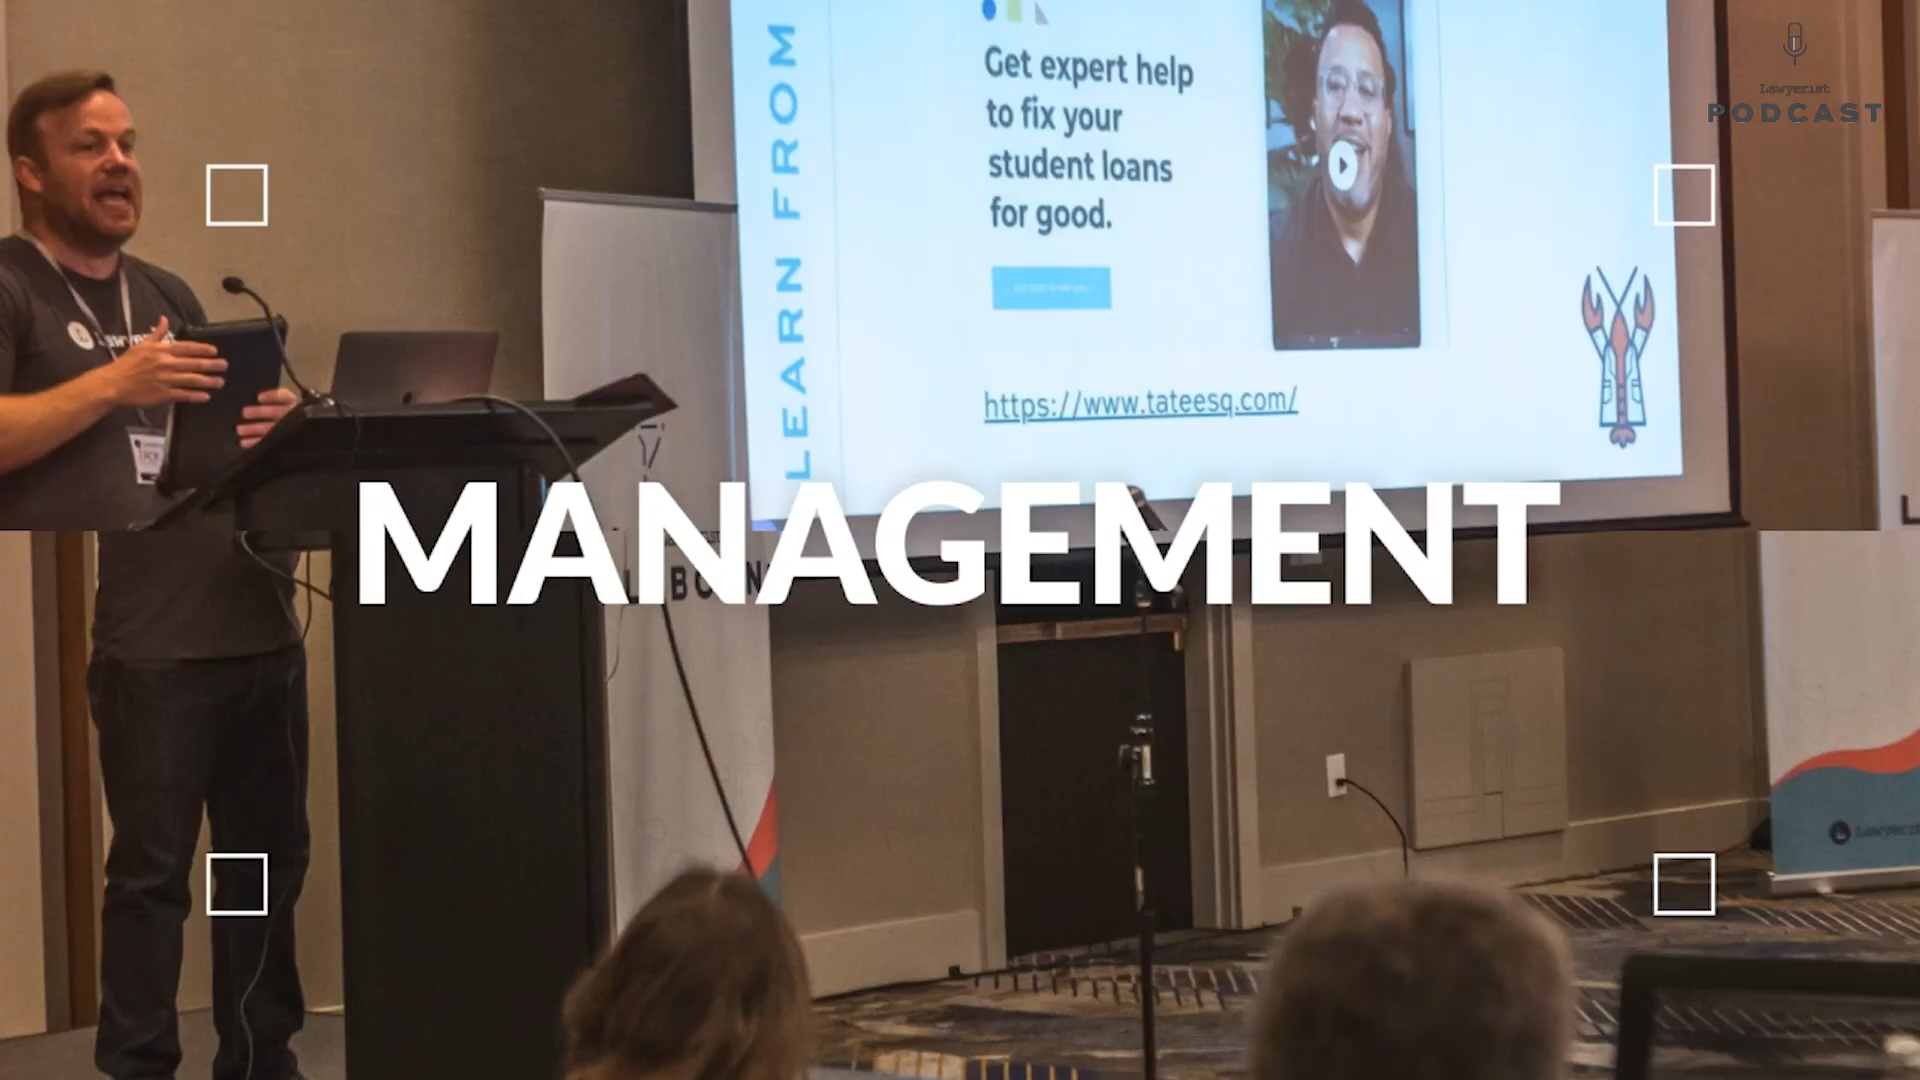 Lawyerist
PODCAST
LEARN FROM
Get expert help
to fix your
student loans
for good.
https://www.tateesq.com/
MANAGEMENT
Lawyerist